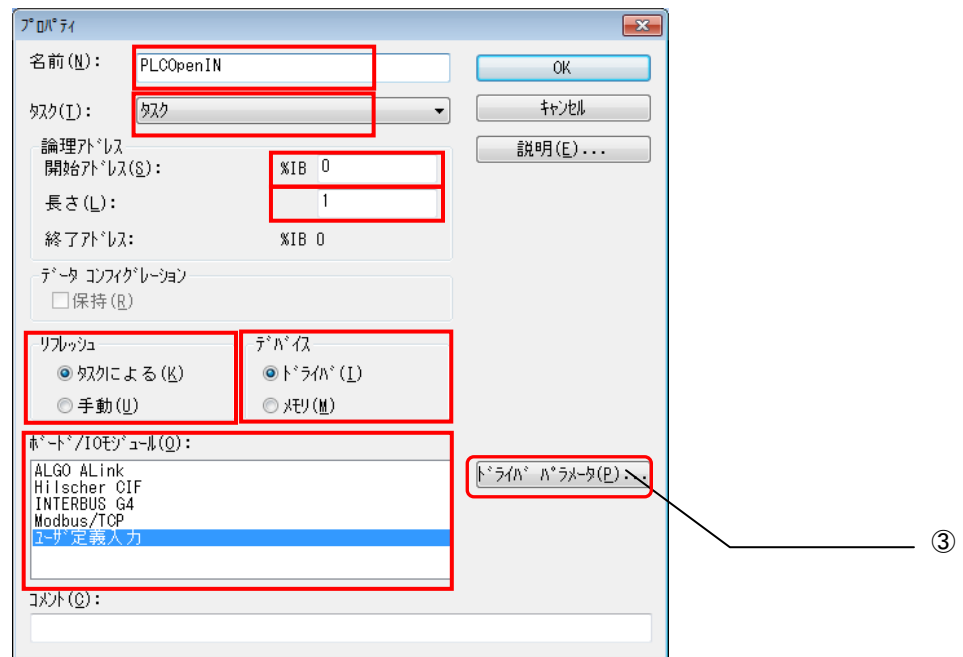 プロパティ
名前(N): PLCOpenIN
OK
タスク(T): タスク
キャンセル
論理アドレス
説明(E)...
開始アドレス(S): %IB 0
長さ(L): 1
終了アドレス: %IB 0
データ コンフィグレーション
保持(R)
リフレッシュ デバイス
タスクによる(K) ドライバ(I)
手動(U) メモリ(M)
ボード/IOモジュール(O):
ALGO ALink
ドライバ パラメータ(P)...
Hilscher CIF
INTERBUS G4
Modbus/TCP
ユーザ定義入力
③
コメント(C):